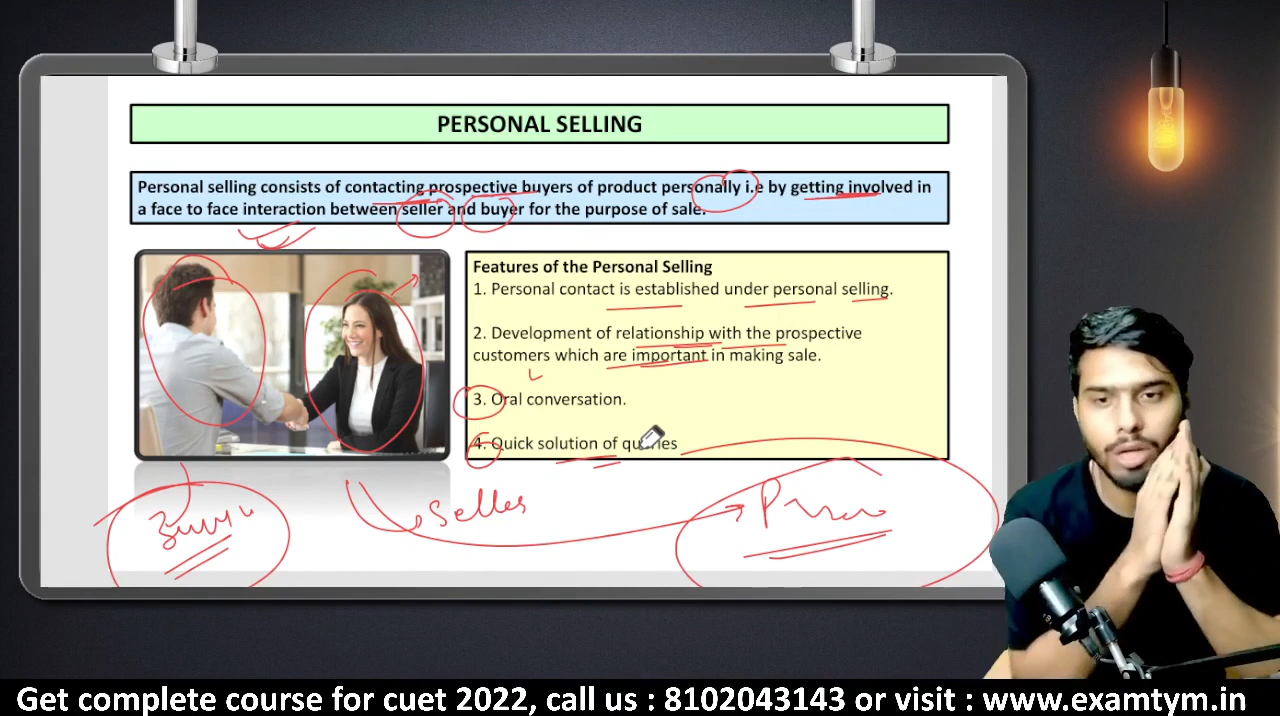 PERSONAL SELLING
Personal selling consists of contacting prospective buyers of product personally i.e by getting involved in
a face to face interaction between seller and buyer for the purpose of sale.
Features of the Personal Selling
1. Personal contact is established under personal selling.
2. Development of relationship with the prospective
customers which are important in making sale.
3. Oral conversation.
4. Quick solution of queries
Seller
Get complete course for cuet 2022, call us : 8102043143 or visit : www.examtym.in